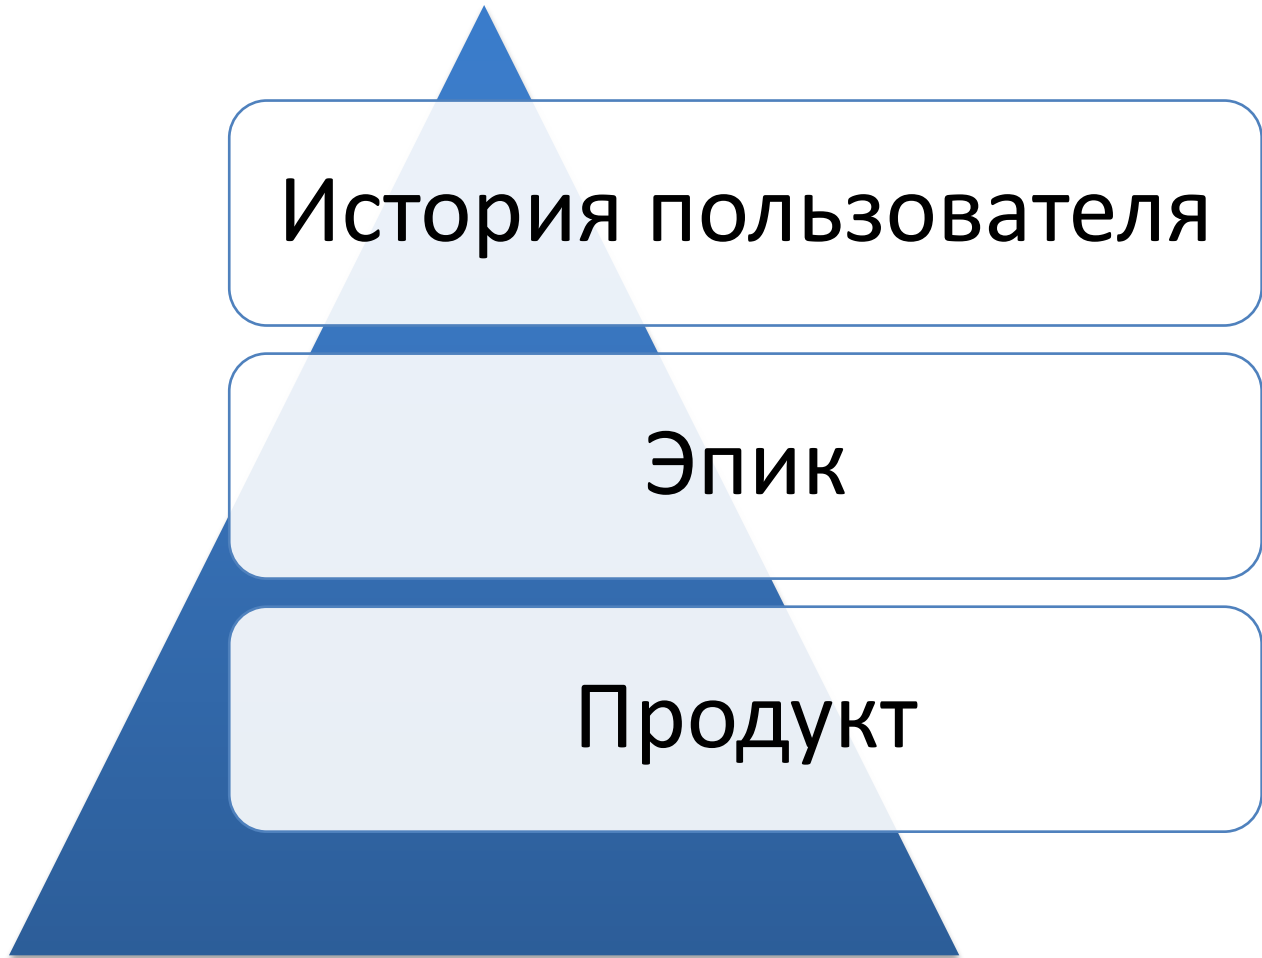 История пользователя
Эпик
Продукт